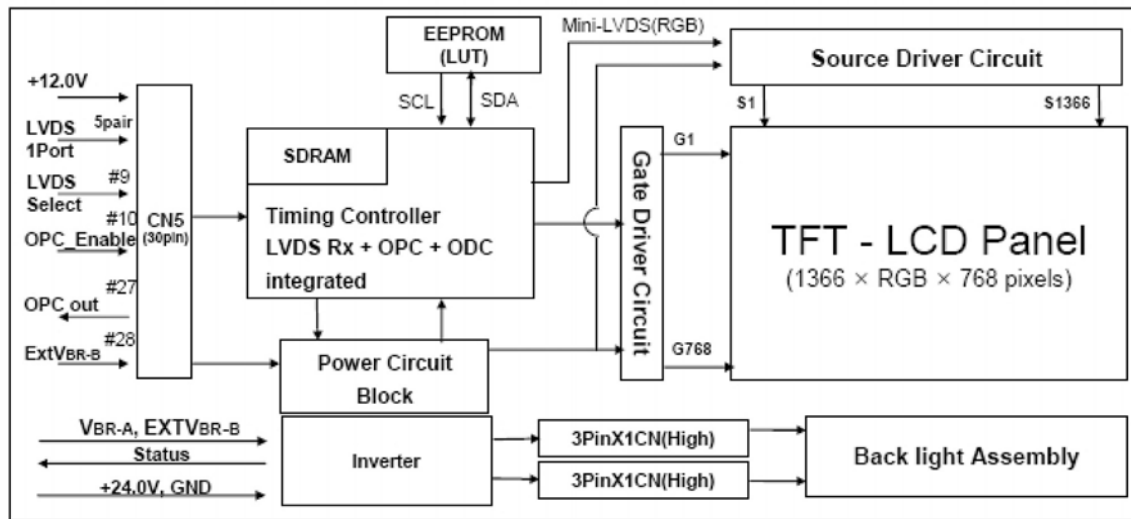 EEPROM
(LUT)
Mini-LVDS(RGB)
Source Driver Circuit
+12.0V
SCL
SDA
S1
S1366
LVDS
5pair
1Port
SDRAM
G1
LVDS
#9
Select
#10
CN5
(30pin)
OPC_Enable
Timing Controller
LVDS Rx + OPC + ODC
integrated
Gate Driver Circuit
TFT - LCD Panel
(1366 × RGB × 768 pixels)
#27
OPC out
#28
ExtVBR-B
G768
Power Circuit
Block
VBR-A, EXTVBR-B
Status
+24.0V, GND
Inverter
3PinX1CN(High)
3PinX1CN(High)
Back light Assembly